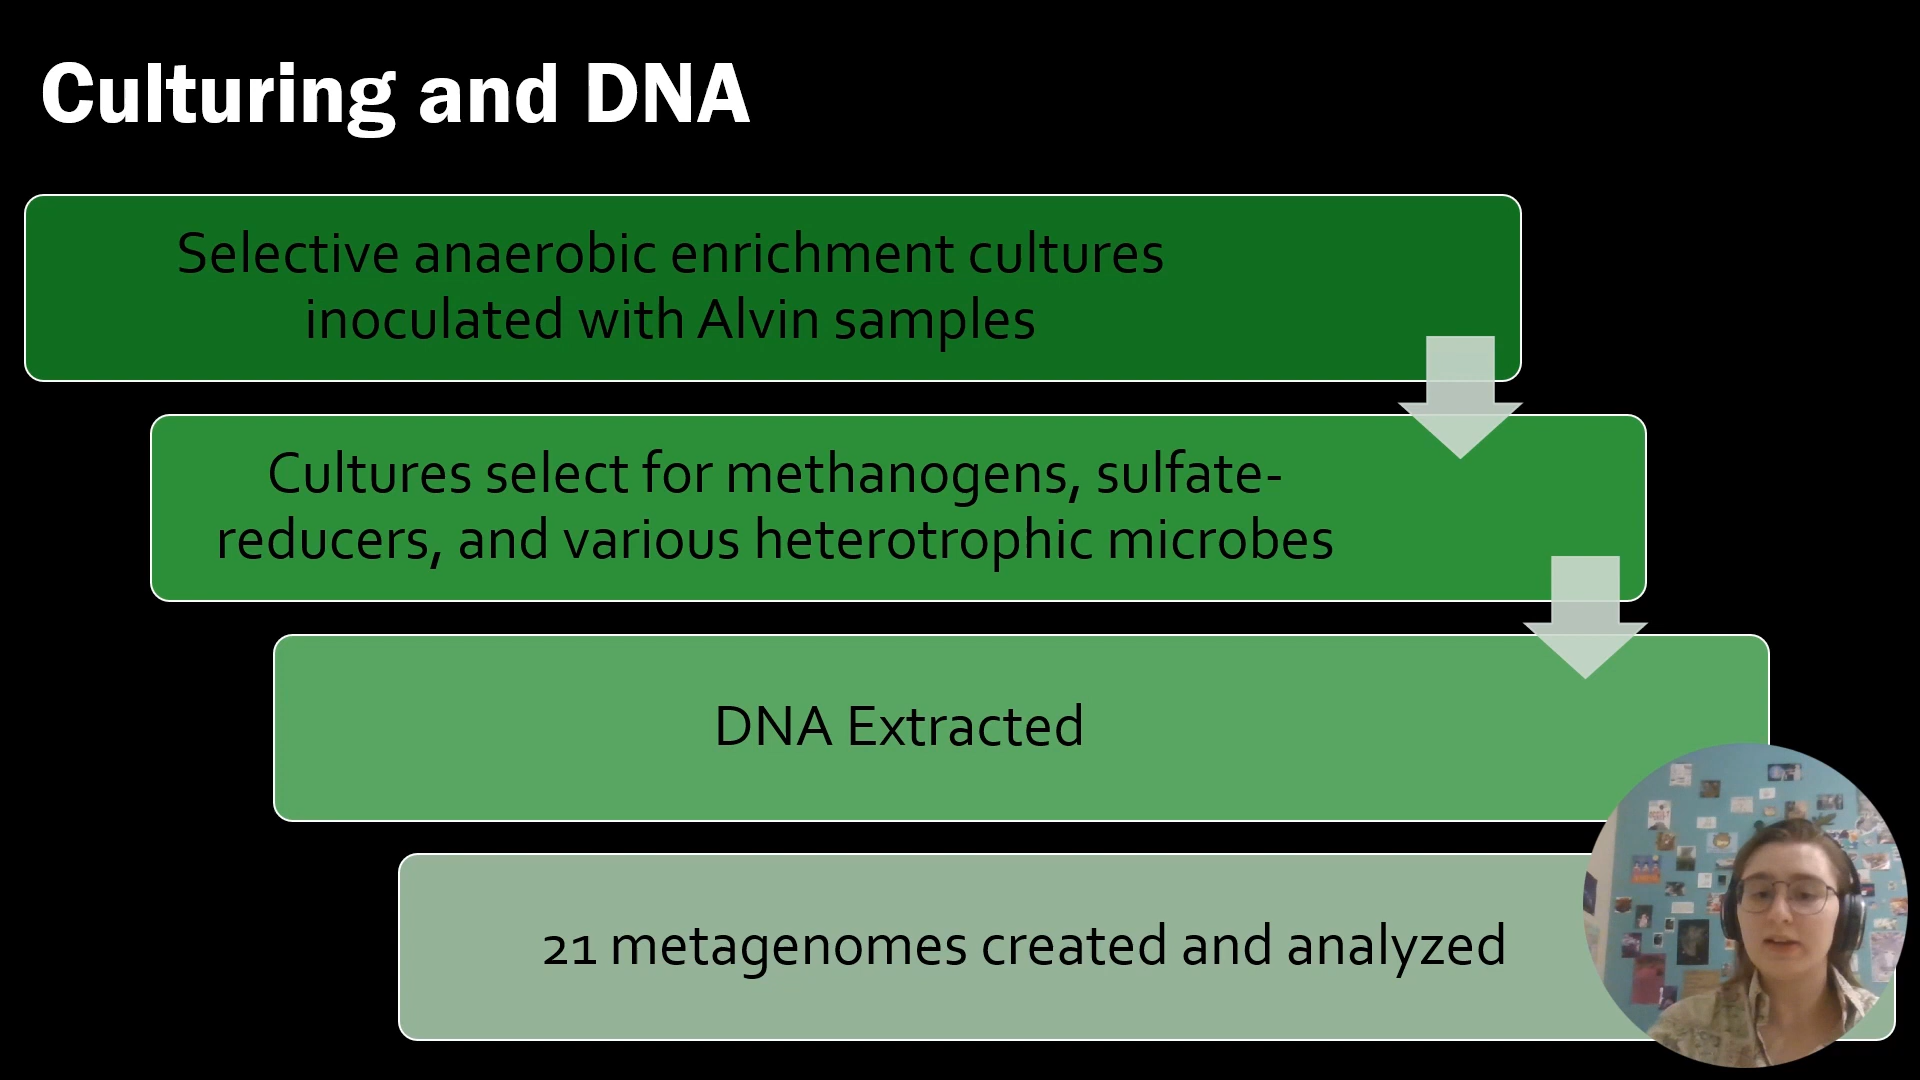 Culturing and DNA
Selective anaerobic enrichment cultures
inoculated with Alvin samples
Cultures select for methanogens, sulfate-
reducers, and various heterotrophic microbes
DNA Extracted
21 metagenomes created and analyzed